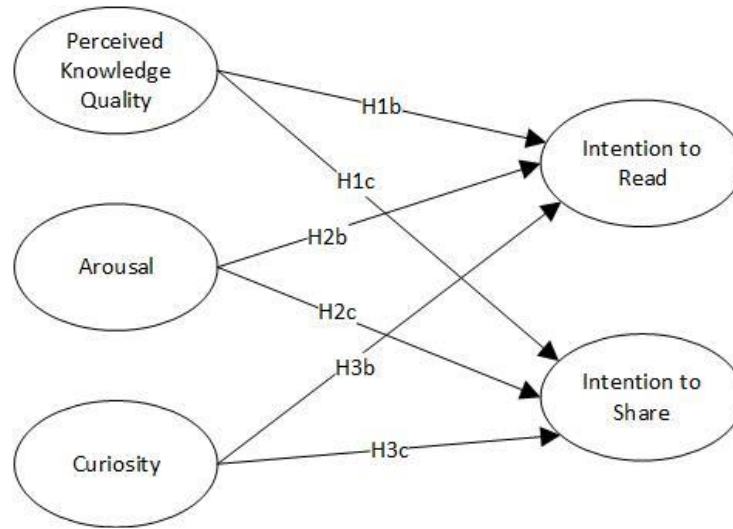 Perceived
Knowledge
Quality
H1b
Intention to
Read
H1c
H2b
Arousal
H2c
H3b
Intention to
Share
Curiosity
H3c